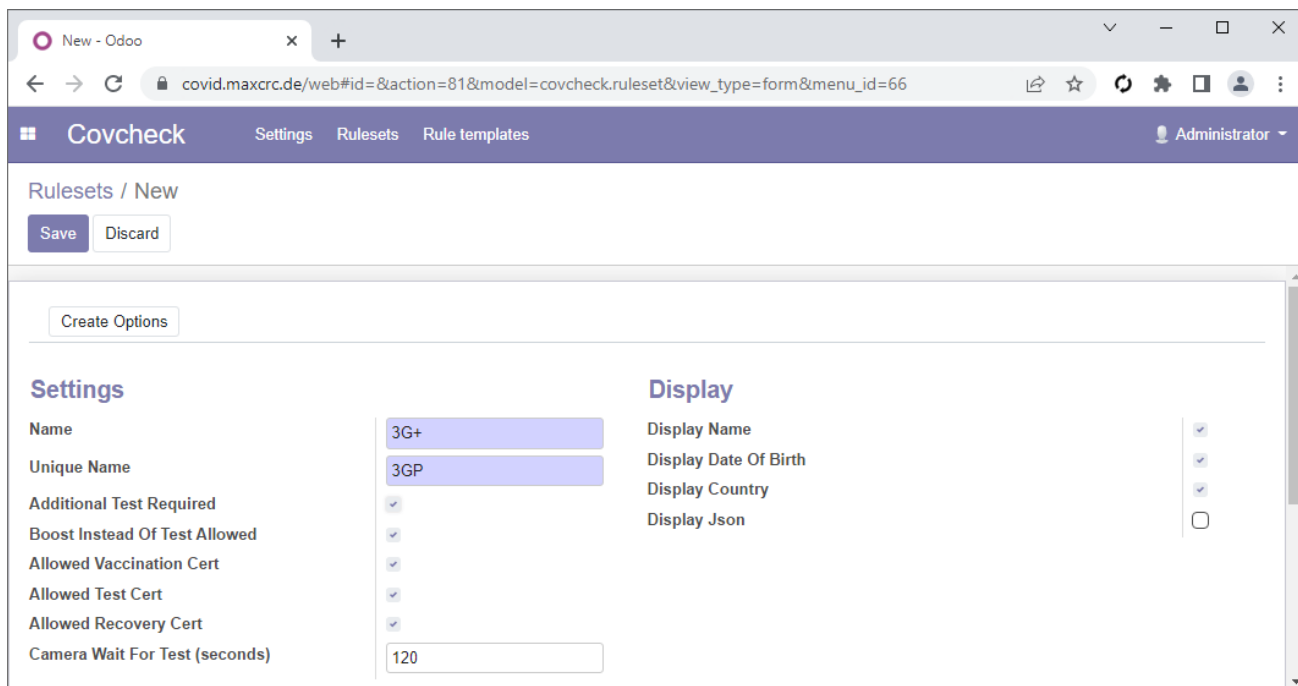 New - Odoo
covid.maxcrc.de/web#id=&action=81&model=covcheck.ruleset&view_type=form&menu_id=66
Covcheck Settings Rulesets Rule templates Administrator
Rulesets / New
Save Discard
Create Options
Settings
Name 3G+
Unique Name 3GP
Additional Test Required
Boost Instead Of Test Allowed
Allowed Vaccination Cert
Allowed Test Cert
Allowed Recovery Cert
Camera Wait For Test (seconds) 120
Display
Display Name
Display Date Of Birth
Display Country
Display Json